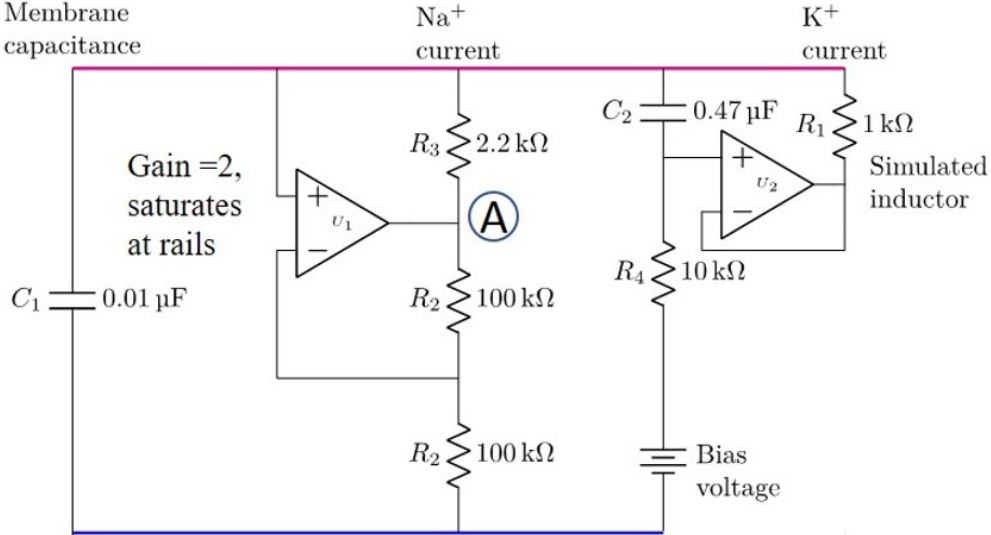 Membrane
capacitance
Na+
current
K+
current
C2
0.47 µF
R1
1 kΩ
R3
2.2 kΩ
Gain =2,
saturates
at rails
+
U1
−
A
+
U2
−
Simulated
inductor
C1
0.01 µF
R2
100 kΩ
R4
10 kΩ
R2
100 kΩ
Bias
voltage